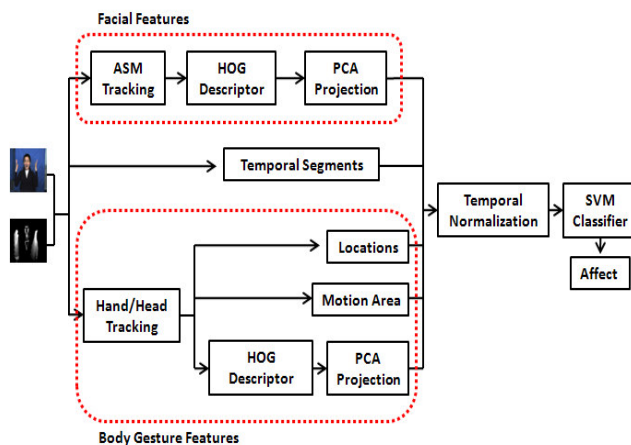 Facial Features
ASM
Tracking
HOG
Descriptor
PCA
Projection
Temporal Segments
Temporal
Normalization
SVM
Classifier
Affect
Locations
Motion Area
Hand/Head
Tracking
HOG
Descriptor
PCA
Projection
Body Gesture Features